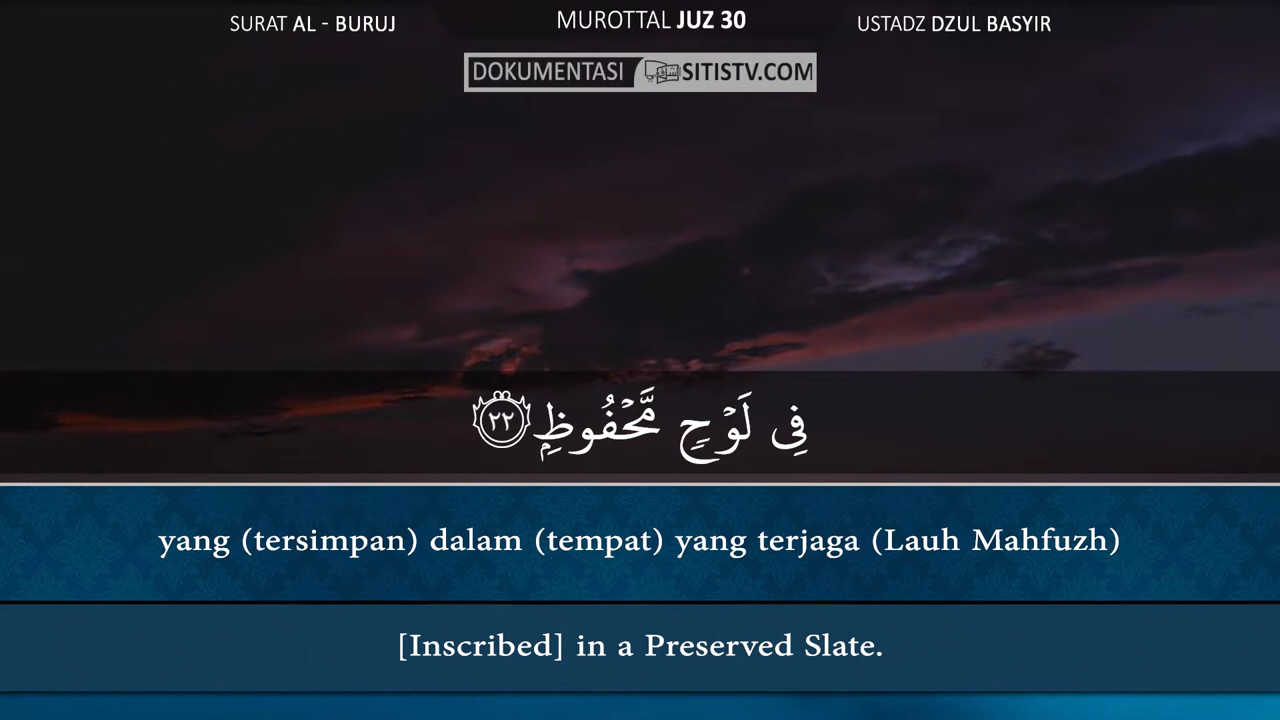 SURAT AL - BURUJ
MUROTTAL JUZ 30
USTADZ DZUL BASYIR
DOKUMENTASI SITISTV.COM
فِي لَوْحٍ مَّحْفُوظٍۭ ٢٢
yang (tersimpan) dalam (tempat) yang terjaga (Lauh Mahfuzh)
[Inscribed] in a Preserved Slate.